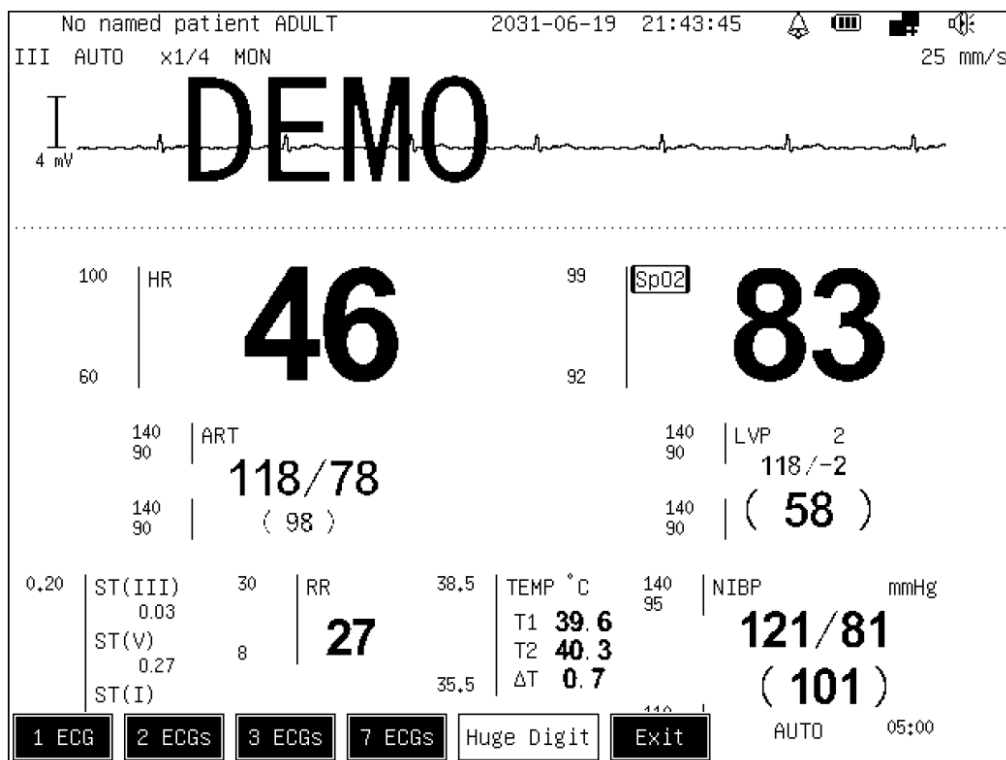 No named patient ADULT 2031-06-19 21:43:45
III AUTO x1/4 MON 25 mm/s
DEMO
4 mV
100 HR 46 99 SpO2 83
60 92
140 ART 140 LVP 2
90 118/78 90 118/-2
140 ( 98 ) 140 ( 58 )
90 90
0.20 ST(III) 30 RR 38.5 TEMP °C 140 NIBP mmHg
0.03 T1 39.6 95 121/81
ST(V) 27 T2 40.3
0.27 8 ΔT 0.7 ( 101 )
ST(I) 35.5
AUTO 05:00
1 ECG 2 ECGs 3 ECGs 7 ECGs Huge Digit Exit